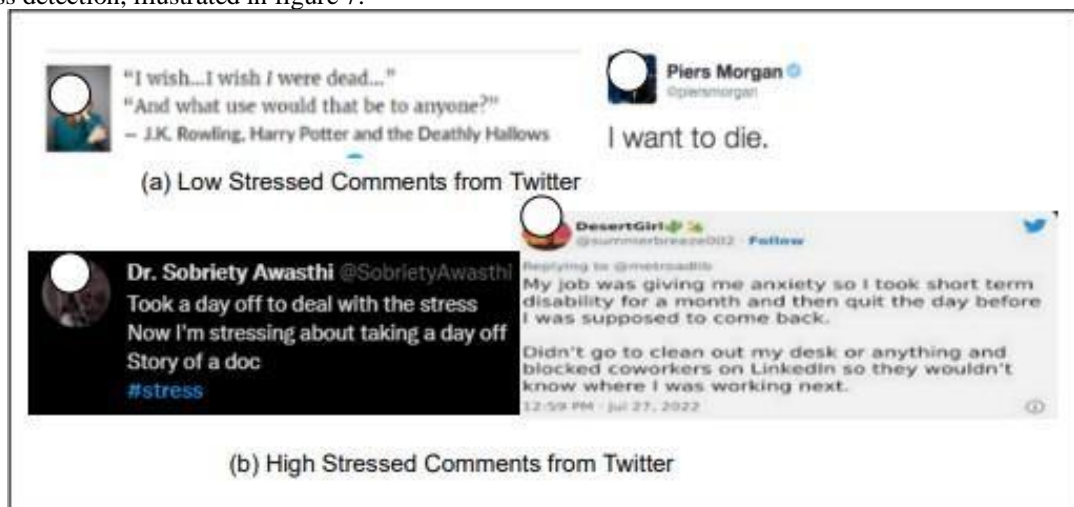 ss detection, illustrated in figure 7.
"I wish...I wish I were dead..."
"And what use would that be to anyone?"
– J.K. Rowling, Harry Potter and the Deathly Hallows
Piers Morgan
@piersmorgan
I want to die.
(a) Low Stressed Comments from Twitter
Dr. Sobriety Awasthi @SobrietyAwasthi
Took a day off to deal with the stress
Now I'm stressing about taking a day off
Story of a doc
#stress
DesertGirl
@summerbreeze002 · Follow
Replying to @metroadlib
My job was giving me anxiety so I took short term
disability for a month and then quit the day before
I was supposed to come back.
Didn't go to clean out my desk or anything and
blocked coworkers on LinkedIn so they wouldn't
know where I was working next.
12:59 PM · Jul 27, 2022
(b) High Stressed Comments from Twitter